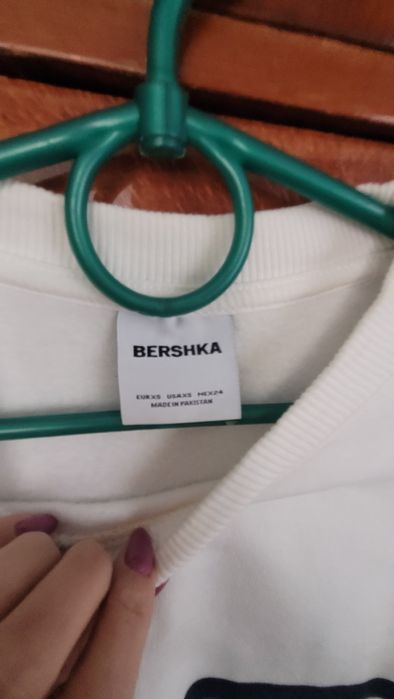 BERSHKA
EUR XS USA XS MEX 24
MADE IN PAKISTAN